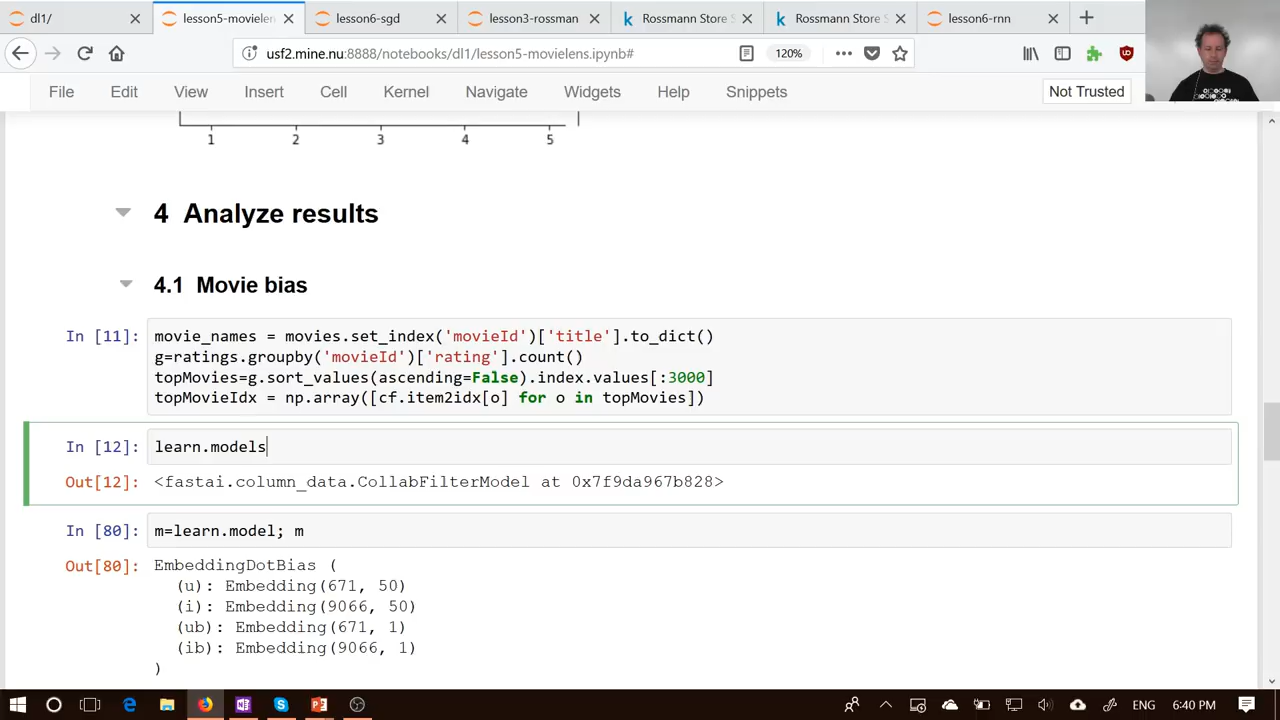 dl1/
lesson5-movielen
lesson6-sgd
lesson3-rossman
Rossmann Store S
Rossmann Store S
lesson6-rnn
usf2.mine.nu:8888/notebooks/dl1/lesson5-movielens.ipynb#
120%
File Edit View Insert Cell Kernel Navigate Widgets Help Snippets
Not Trusted
1 2 3 4 5
4 Analyze results
4.1 Movie bias
In [11]: movie_names = movies.set_index('movieId')['title'].to_dict()
g=ratings.groupby('movieId')['rating'].count()
topMovies=g.sort_values(ascending=False).index.values[:3000]
topMovieIdx = np.array([cf.item2idx[o] for o in topMovies])
In [12]: learn.models
Out[12]: <fastai.column_data.CollabFilterModel at 0x7f9da967b828>
In [80]: m=learn.model; m
Out[80]: EmbeddingDotBias (
(u): Embedding(671, 50)
(i): Embedding(9066, 50)
(ub): Embedding(671, 1)
(ib): Embedding(9066, 1)
)
ENG 6:40 PM